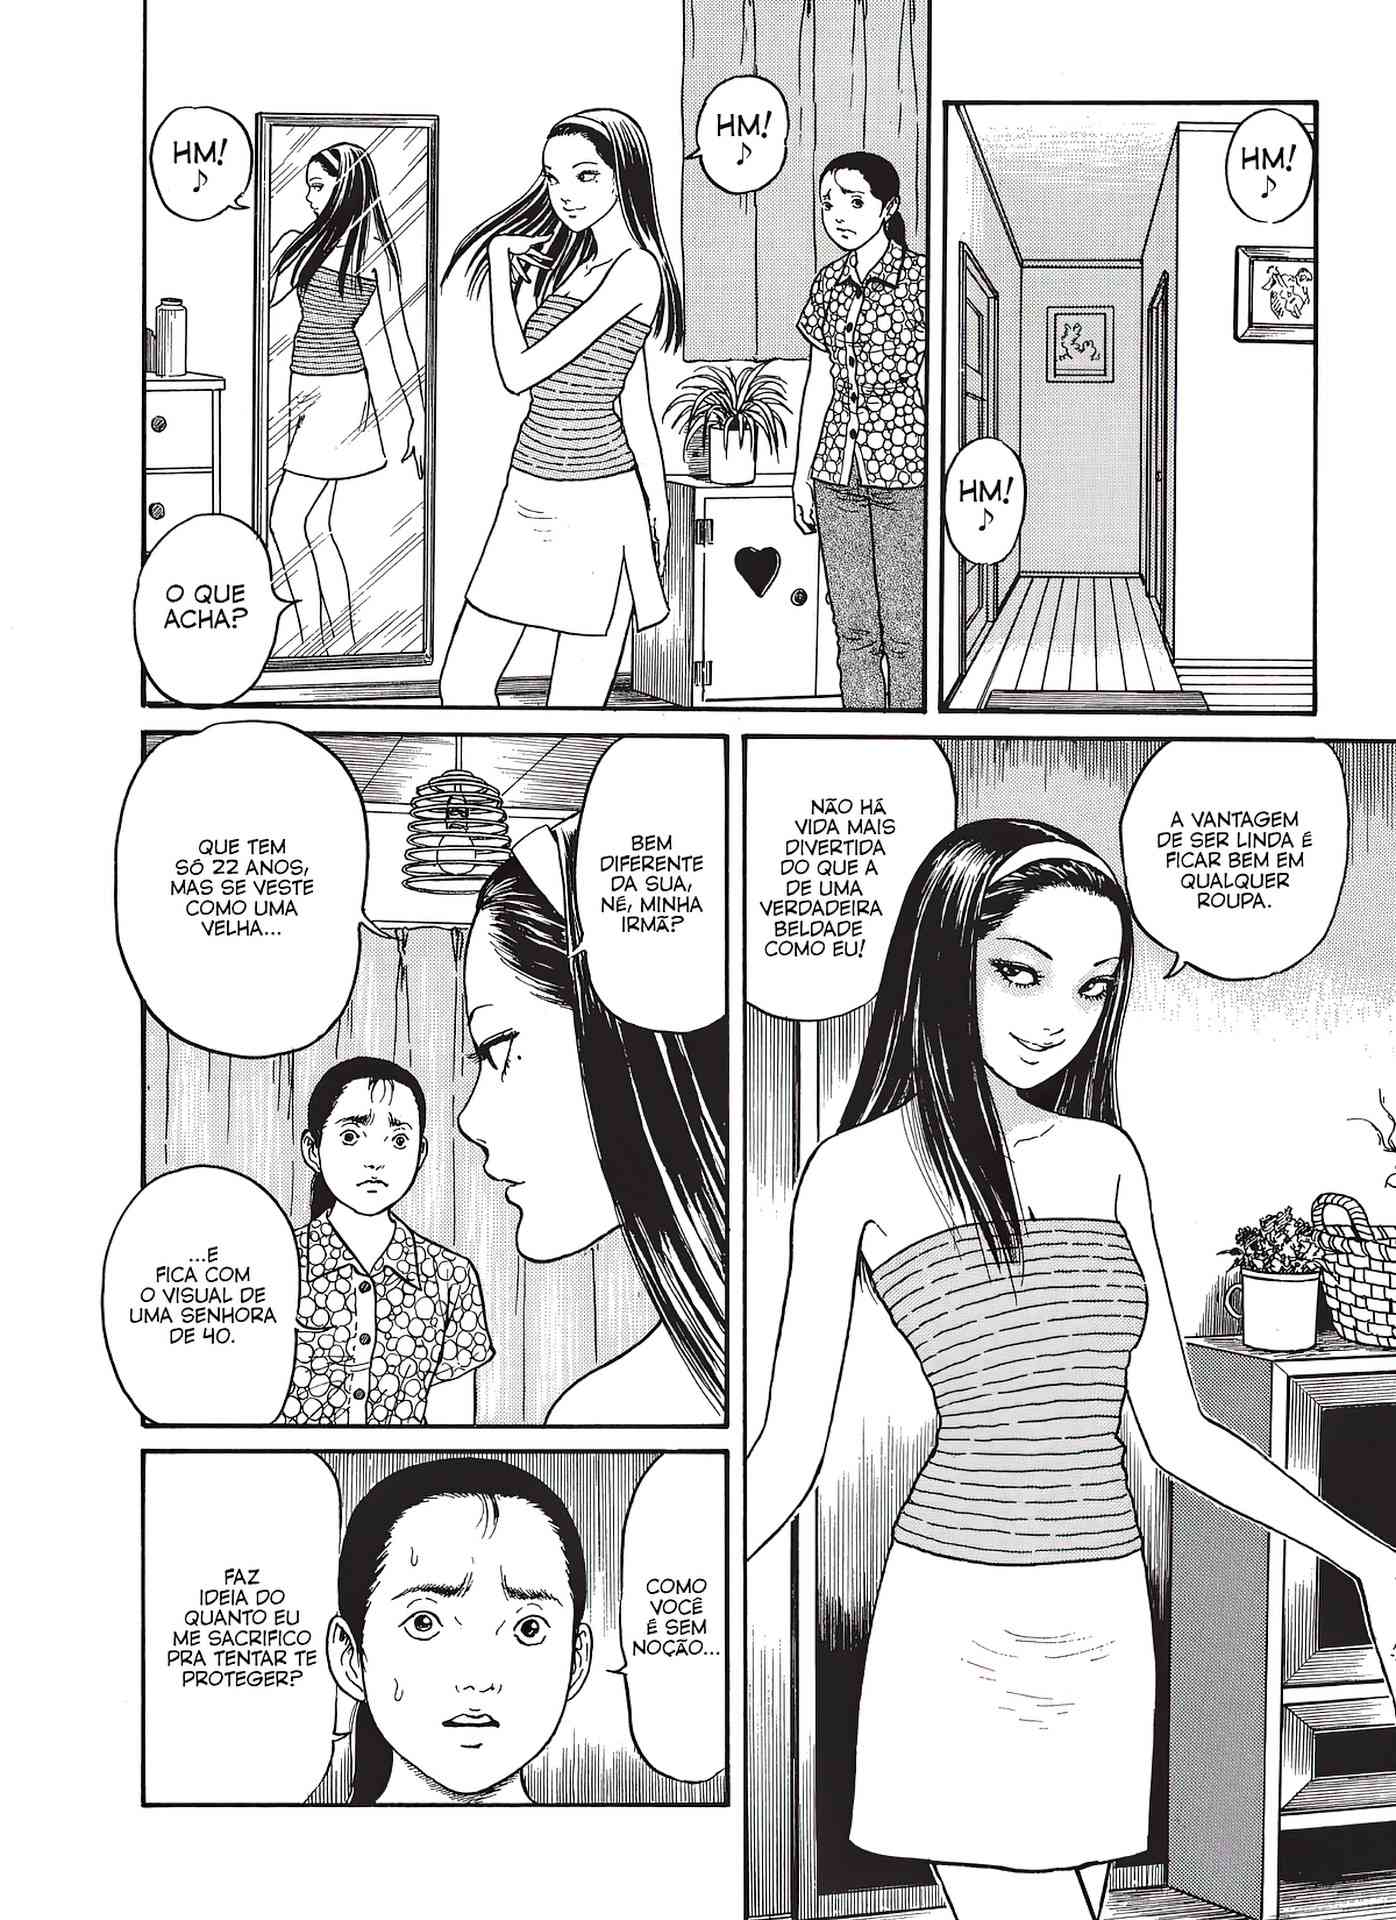 HM!
♪
HM!
♪
HM!
♪
HM!
♪
O QUE
ACHA?
A VANTAGEM
DE SER LINDA É
FICAR BEM EM
QUALQUER
ROUPA.
NÃO HÁ
VIDA MAIS
DIVERTIDA
DO QUE A
DE UMA
VERDADEIRA
BELDADE
COMO EU!
BEM
DIFERENTE
DA SUA,
NÉ, MINHA
IRMÃ?
QUE TEM
SÓ 22 ANOS,
MAS SE VESTE
COMO UMA
VELHA...
...E
FICA COM
O VISUAL DE
UMA SENHORA
DE 40.
COMO
VOCÊ
É SEM
NOÇÃO...
FAZ
IDEIA DO
QUANTO EU
ME SACRIFICO
PRA TENTAR TE
PROTEGER?